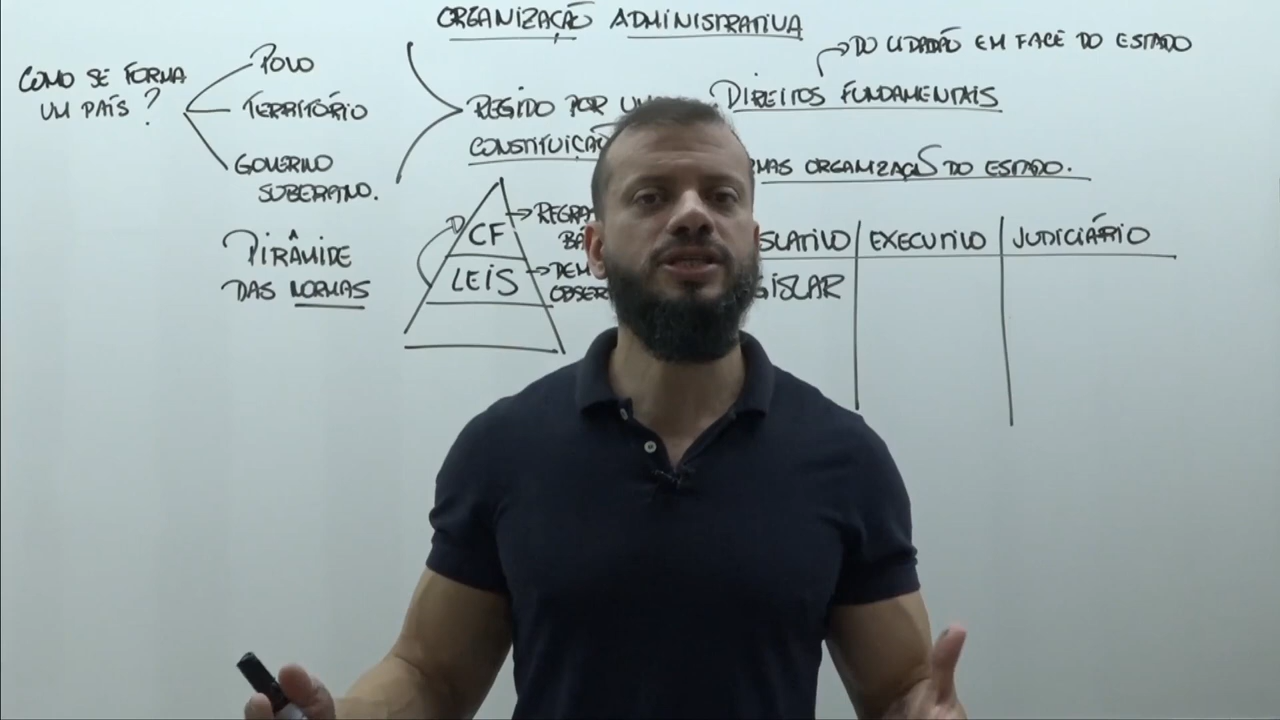 ORGANIZAÇÃO ADMINISTRATIVA
COMO SE FORMA
UM PAÍS?
POVO
TERRITÓRIO
GOVERNO
SOBERANO.
REGIDO POR
CONSTITUIÇÃO
DO CIDADÃO EM FACE DO ESTADO
DIREITOS FUNDAMENTAIS
ORGANIZAÇÃO DO ESTADO.
PIRÂMIDE
DAS NORMAS
CF
LEIS
EXECUTIVO
JUDICIÁRIO